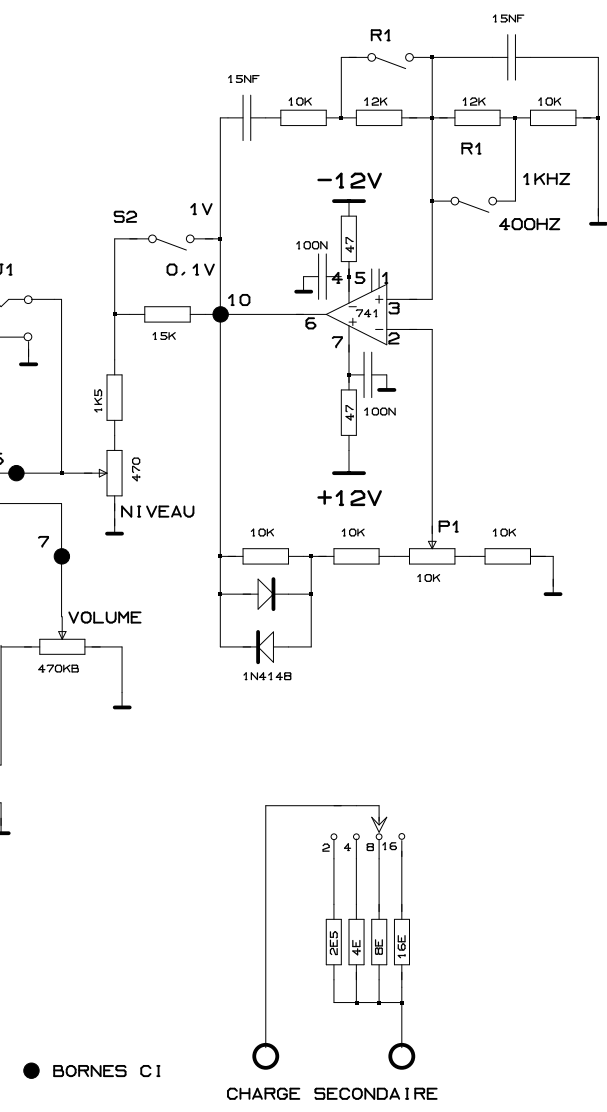 15NF
R1
15NF
10K
12K
12K
10K
R1
-12V
1KHZ
S2
1V
400HZ
47
100N
0,1V
4
5
1
10
3
741
6
15K
2
7
1K5
47
100N
470
+12V
NIVEAU
P1
7
10K
10K
10K
10K
VOLUME
470KB
1N4148
2
4
8
16
2E5
4E
8E
16E
BORNES CI
CHARGE SECONDAIRE